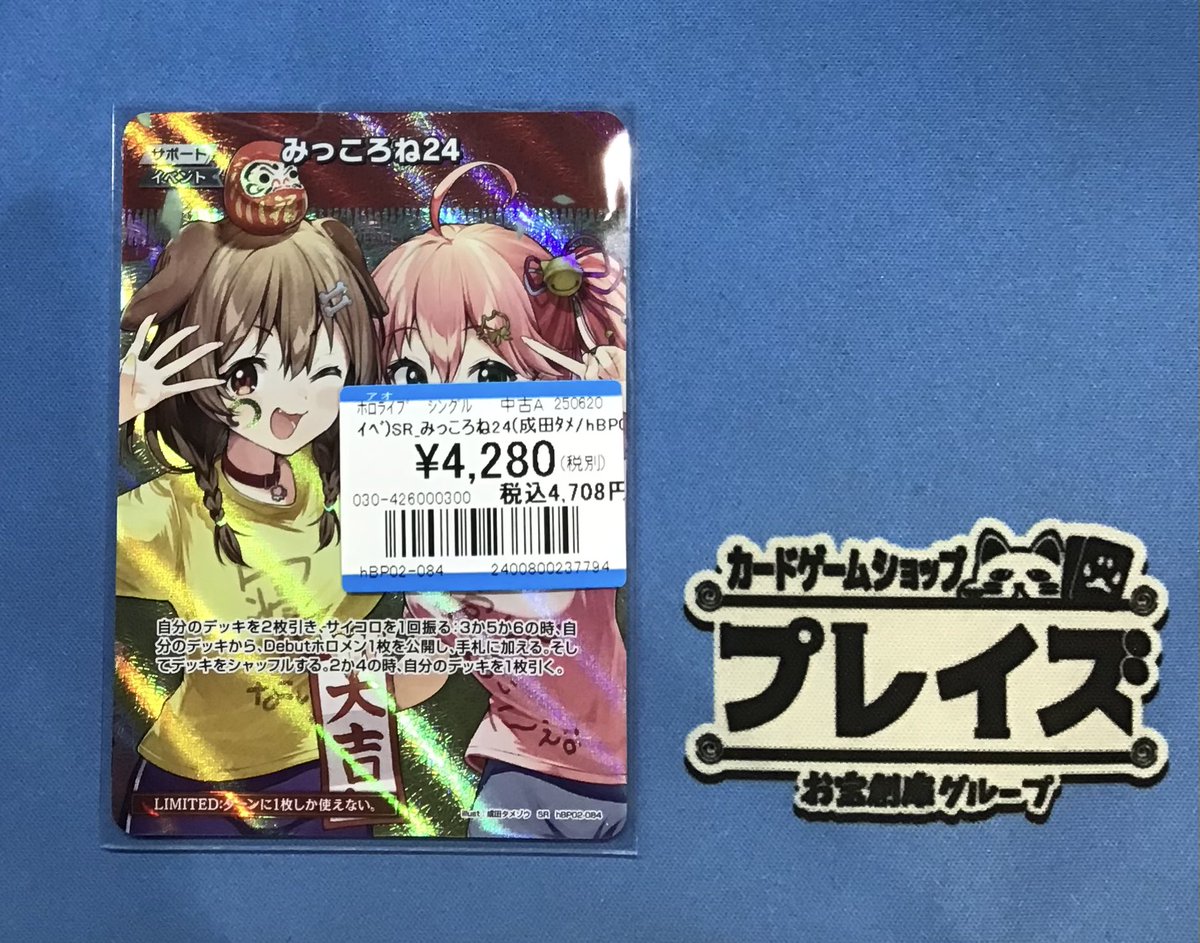 みっころね24
サポート
イベント
アオ
ホロライブ シングル 中古A 250620
イベ)SR_みっころね24(成田タメ/hBP0
¥4,280(税別)
030-426000300 税込4,708円
hBP02-084 2400800237794
自分のデッキを2枚引き、サイコロを1回振る:3か5か6の時、自
分のデッキから、Debutホロメン1枚を公開し、手札に加える。そし
てデッキをシャッフルする。2か4の時、自分のデッキを1枚引く。
大吉
LIMITED:ターンに1枚しか使えない。
illust 成田タメゾウ SR hBP02-084
カードゲームショップ
プレイズ
お宝創庫グループ